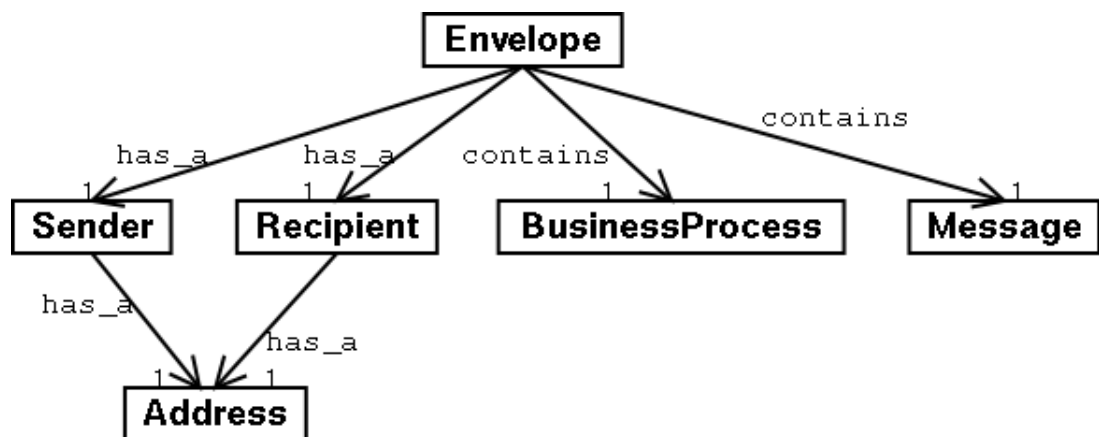 Envelope
contains
has_a
has_a
contains
1
1
1
1
Sender
Recipient
BusinessProcess
Message
has_a
has_a
1
1
Address